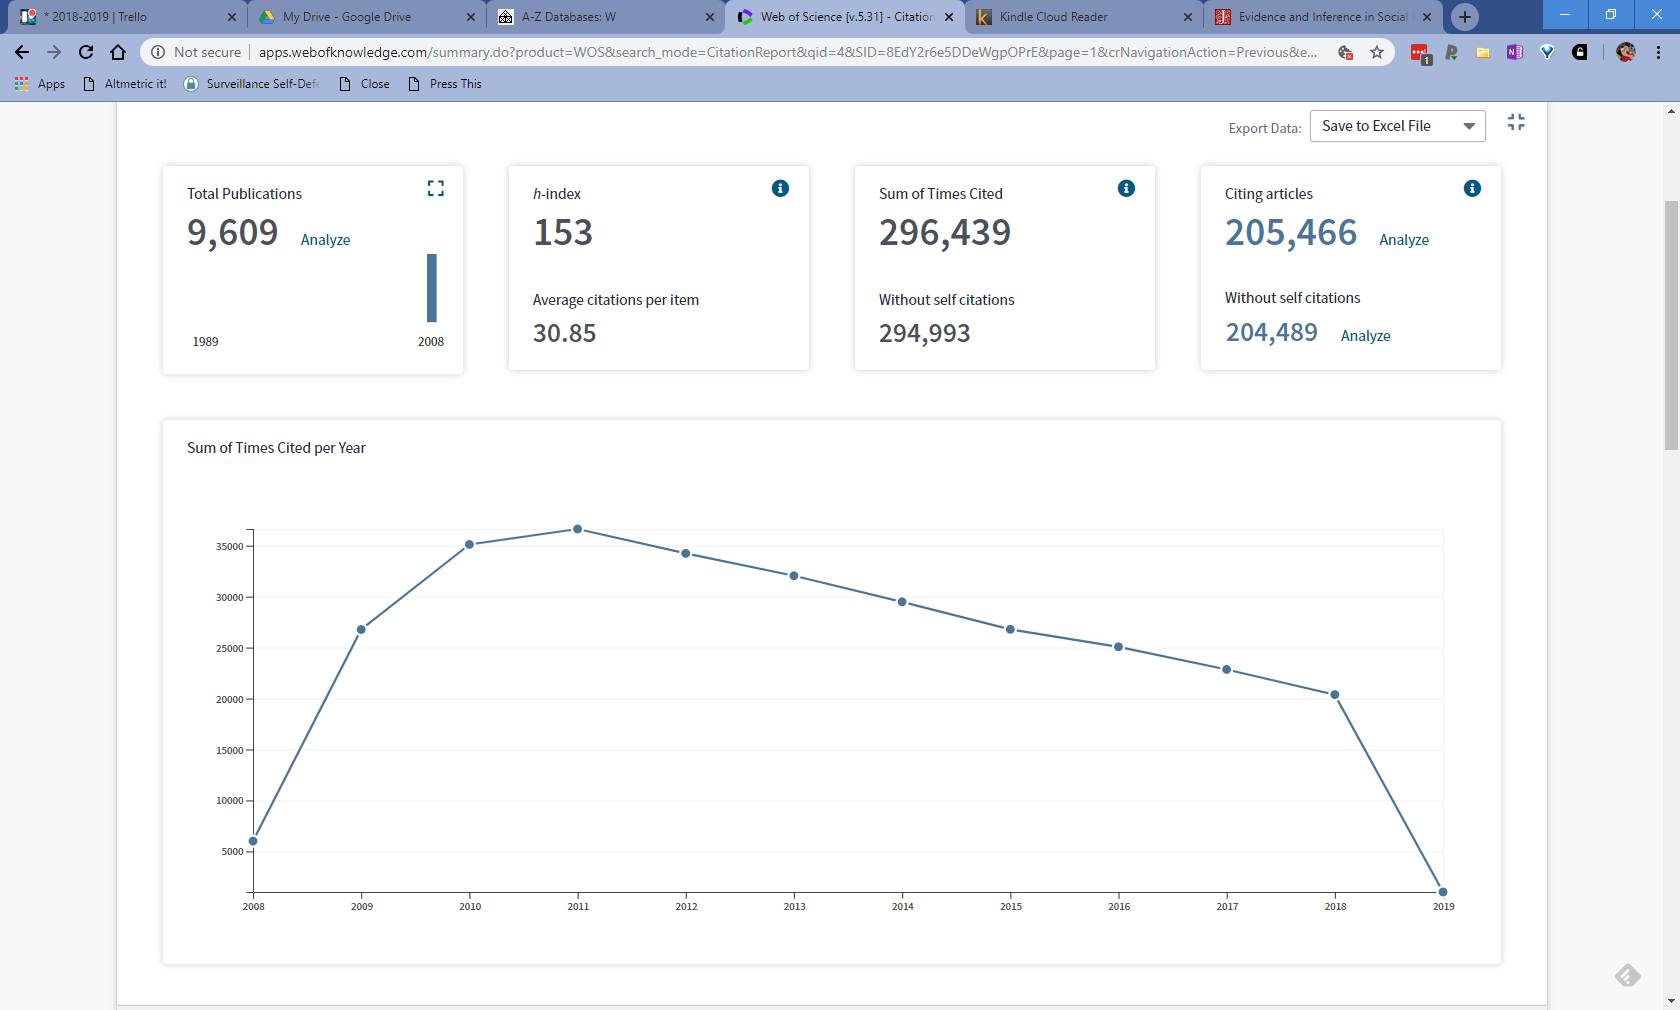 * 2018-2019 | Trello
My Drive - Google Drive
A-Z Databases: W
Web of Science [v.5.31] - Citation
Kindle Cloud Reader
Evidence and Inference in Social
Not secure
apps.webofknowledge.com/summary.do?product=WOS&search_mode=CitationReport&qid=4&SID=8EdY2r6e5DDeWgpOPrE&page=1&crNavigationAction=Previous&e...
1
Apps
Altmetric it!
Surveillance Self-Defe
Close
Press This
Export Data:
Save to Excel File
Total Publications
9,609
Analyze
1989
2008
h-index
153
Average citations per item
30.85
Sum of Times Cited
296,439
Without self citations
294,993
Citing articles
205,466
Analyze
Without self citations
204,489
Analyze
Sum of Times Cited per Year
35000
30000
25000
20000
15000
10000
5000
2008
2009
2010
2011
2012
2013
2014
2015
2016
2017
2018
2019